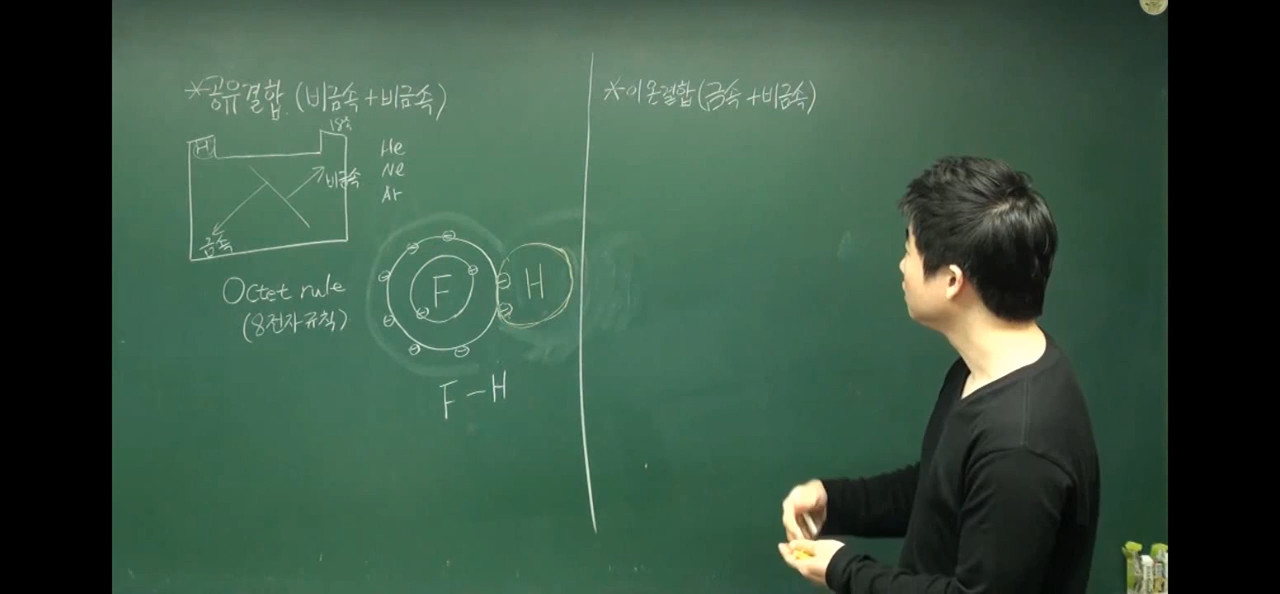 *공유결합. (비금속+비금속)
18족
H
비금속
금속
He
Ne
Ar
Octet rule
(8전자규칙)
F
H
F-H
*이온결합(금속+비금속)